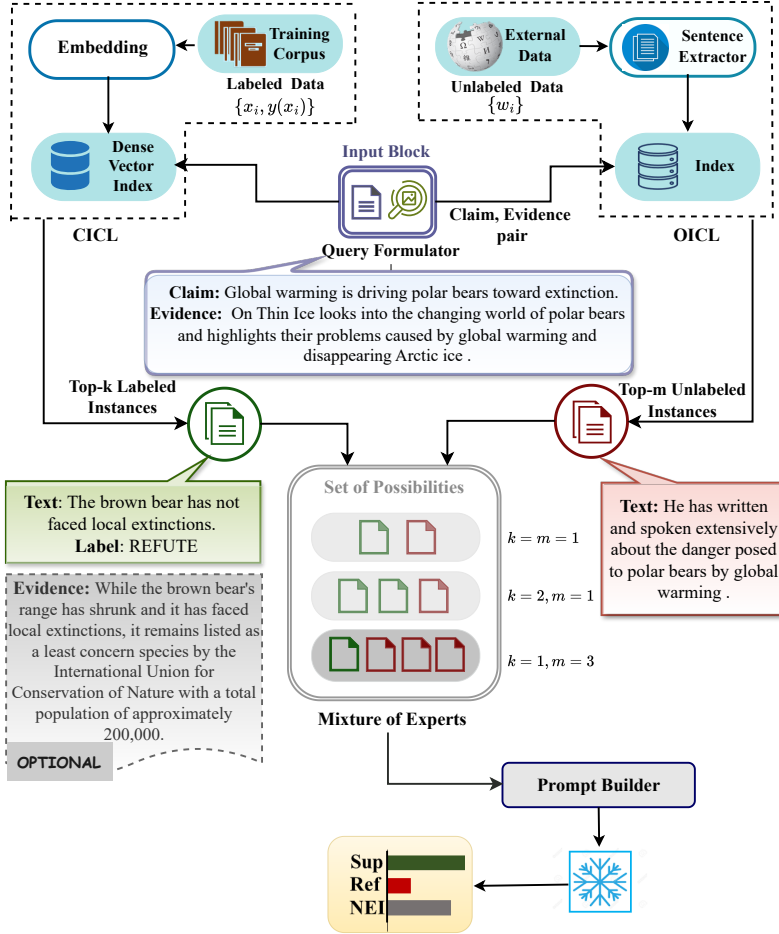 Embedding
Training
Corpus
Labeled Data
{x_i, y(x_i)}
External
Data
Unlabeled Data
{w_i}
Sentence
Extractor
Dense
Vector
Index
Input Block
Index
Claim, Evidence
pair
CICL
Query Formulator
OICL
Claim: Global warming is driving polar bears toward extinction.
Evidence: On Thin Ice looks into the changing world of polar bears
and highlights their problems caused by global warming and
disappearing Arctic ice .
Top-k Labeled
Instances
Top-m Unlabeled
Instances
Text: The brown bear has not
faced local extinctions.
Label: REFUTE
Set of Possibilities
Text: He has written
and spoken extensively
about the danger posed
to polar bears by global
warming .
k = m = 1
k = 2, m = 1
k = 1, m = 3
Evidence: While the brown bear's
range has shrunk and it has faced
local extinctions, it remains listed as
a least concern species by the
International Union for
Conservation of Nature with a total
population of approximately
200,000.
OPTIONAL
Mixture of Experts
Prompt Builder
Sup
Ref
NEI